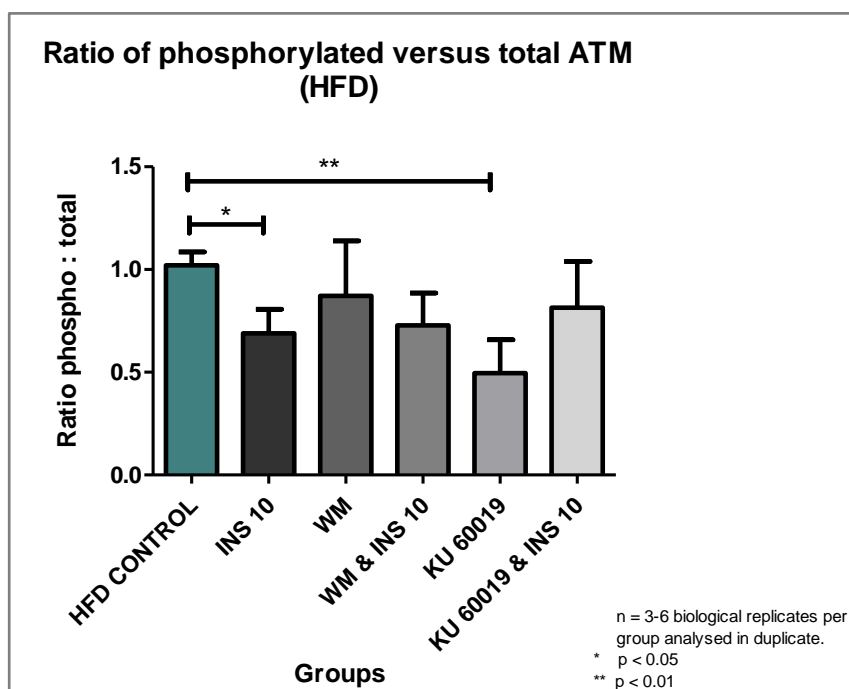 Ratio of phosphorylated versus total ATM
(HFD)
Ratio phospho : total
1.5
1.0
0.5
0.0
**
*
HFD CONTROL
INS 10
WM
WM & INS 10
KU 60019
KU 60019 & INS 10
Groups
n = 3-6 biological replicates per
group analysed in duplicate.
* p < 0.05
** p < 0.01